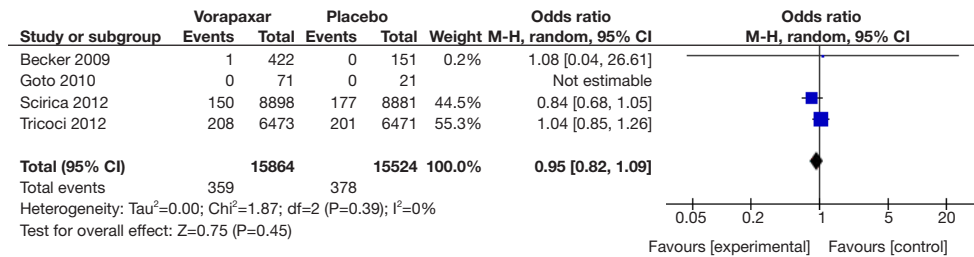 Vorapaxar Placebo Odds ratio Odds ratio
Study or subgroup Events Total Events Total Weight M-H, random, 95% CI M-H, random, 95% CI
Becker 2009 1 422 0 151 0.2% 1.08 [0.04, 26.61]
Goto 2010 0 71 0 21 Not estimable
Scirica 2012 150 8898 177 8881 44.5% 0.84 [0.68, 1.05]
Tricoci 2012 208 6473 201 6471 55.3% 1.04 [0.85, 1.26]
Total (95% CI) 15864 15524 100.0% 0.95 [0.82, 1.09]
Total events 359 378
Heterogeneity: Tau²=0.00; Chi²=1.87; df=2 (P=0.39); I²=0%
Test for overall effect: Z=0.75 (P=0.45)
0.05 0.2 1 5 20
Favours [experimental] Favours [control]